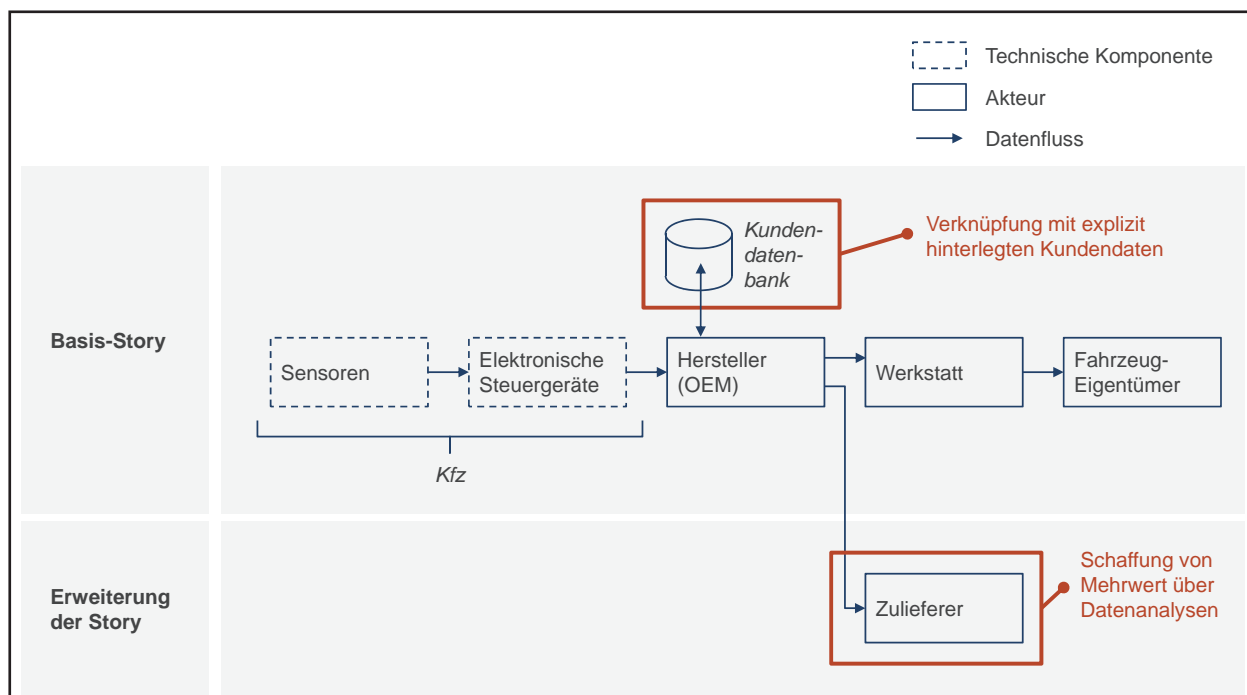 Technische Komponente
Akteur
Datenfluss
Basis-Story
Kunden-
daten-
bank
Verknüpfung mit explizit
hinterlegten Kundendaten
Sensoren
Elektronische
Steuergeräte
Hersteller
(OEM)
Werkstatt
Fahrzeug-
Eigentümer
Kfz
Erweiterung
der Story
Zulieferer
Schaffung von
Mehrwert über
Datenanalysen